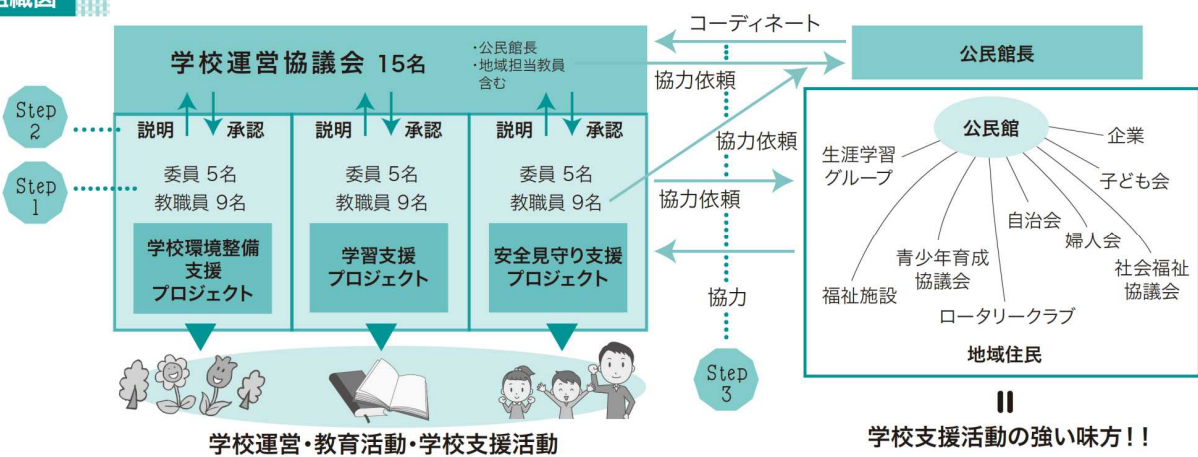 組織図
学校運営協議会 15名
・公民館長
・地域担当教員
含む
コーディネート
協力依頼
公民館長
Step
2
説明
承認
説明
承認
説明
承認
Step
1
委員 5名
教職員 9名
委員 5名
教職員 9名
委員 5名
教職員 9名
学校環境整備
支援
プロジェクト
学習支援
プロジェクト
安全見守り支援
プロジェクト
協力依頼
協力依頼
協力
Step
3
公民館
生涯学習
グループ
企業
子ども会
自治会
婦人会
社会福祉
協議会
青少年育成
協議会
福祉施設
ロータリークラブ
地域住民
学校運営・教育活動・学校支援活動
学校支援活動の強い味方!!